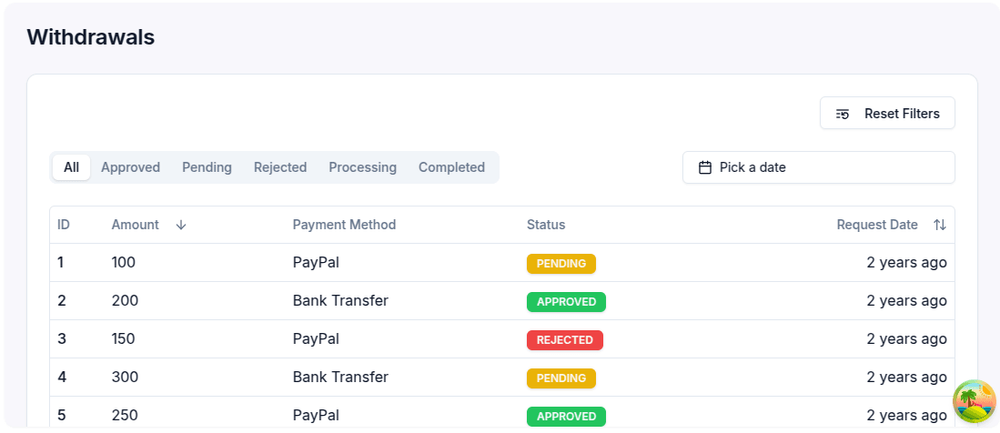 Withdrawals
Reset Filters
All Approved Pending Rejected Processing Completed Pick a date
ID Amount Payment Method Status Request Date
1 100 PayPal PENDING 2 years ago
2 200 Bank Transfer APPROVED 2 years ago
3 150 PayPal REJECTED 2 years ago
4 300 Bank Transfer PENDING 2 years ago
5 250 PayPal APPROVED 2 years ago